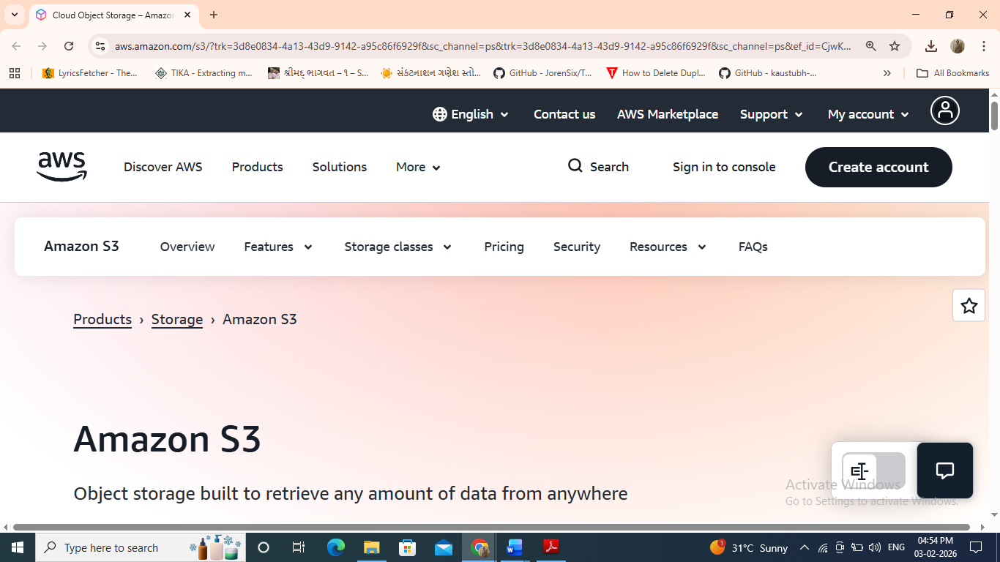 Cloud Object Storage – Amazon
aws.amazon.com/s3/?trk=3d8e0834-4a13-43d9-9142-a95c86f6929f&sc_channel=ps&trk=3d8e0834-4a13-43d9-9142-a95c86f6929f&sc_channel=ps&ef_id=CjwK...
LyricsFetcher - The... TIKA - Extracting m... શ્રીમદ્ ભાગવત – ૧ – S... સંકટનાશન ગણેશ સ્તો... GitHub - JorenSix/T... How to Delete Dupl... GitHub - kaustubh-... All Bookmarks
English Contact us AWS Marketplace Support My account
aws Discover AWS Products Solutions More Search Sign in to console Create account
Amazon S3 Overview Features Storage classes Pricing Security Resources FAQs
Products › Storage › Amazon S3
Amazon S3
Object storage built to retrieve any amount of data from anywhere
Activate Windows
Go to Settings to activate Windows.
Type here to search 1 31°C Sunny ENG 04:54 PM
03-02-2026